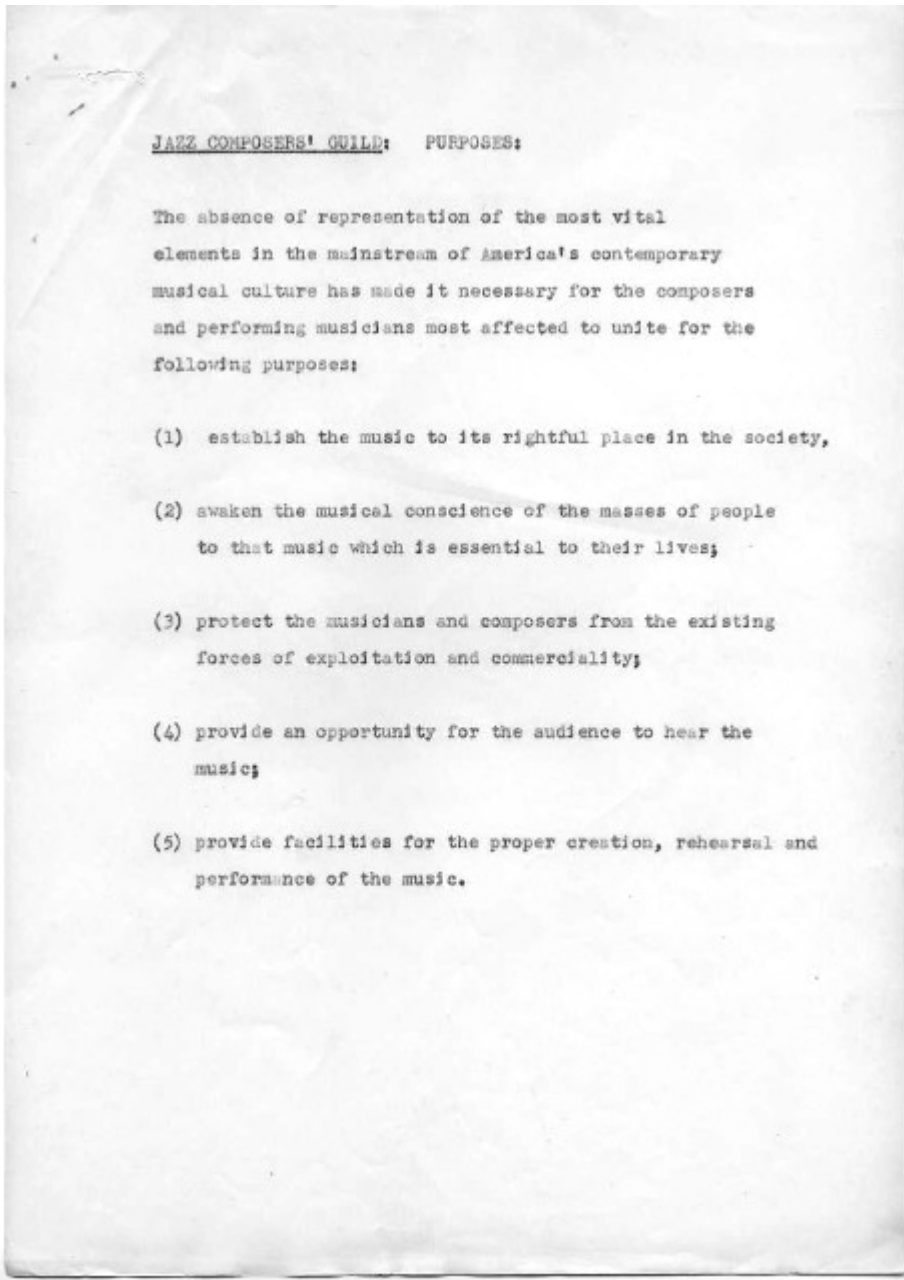 JAZZ COMPOSERS' GUILD: PURPOSES:
The absence of representation of the most vital
elements in the mainstream of America's contemporary
musical culture has made it necessary for the composers
and performing musicians most affected to unite for the
following purposes:
(1) establish the music to its rightful place in the society,
(2) awaken the musical conscience of the masses of people
to that music which is essential to their lives;
(3) protect the musicians and composers from the existing
forces of exploitation and commerciality;
(4) provide an opportunity for the audience to hear the
music;
(5) provide facilities for the proper creation, rehearsal and
performance of the music.